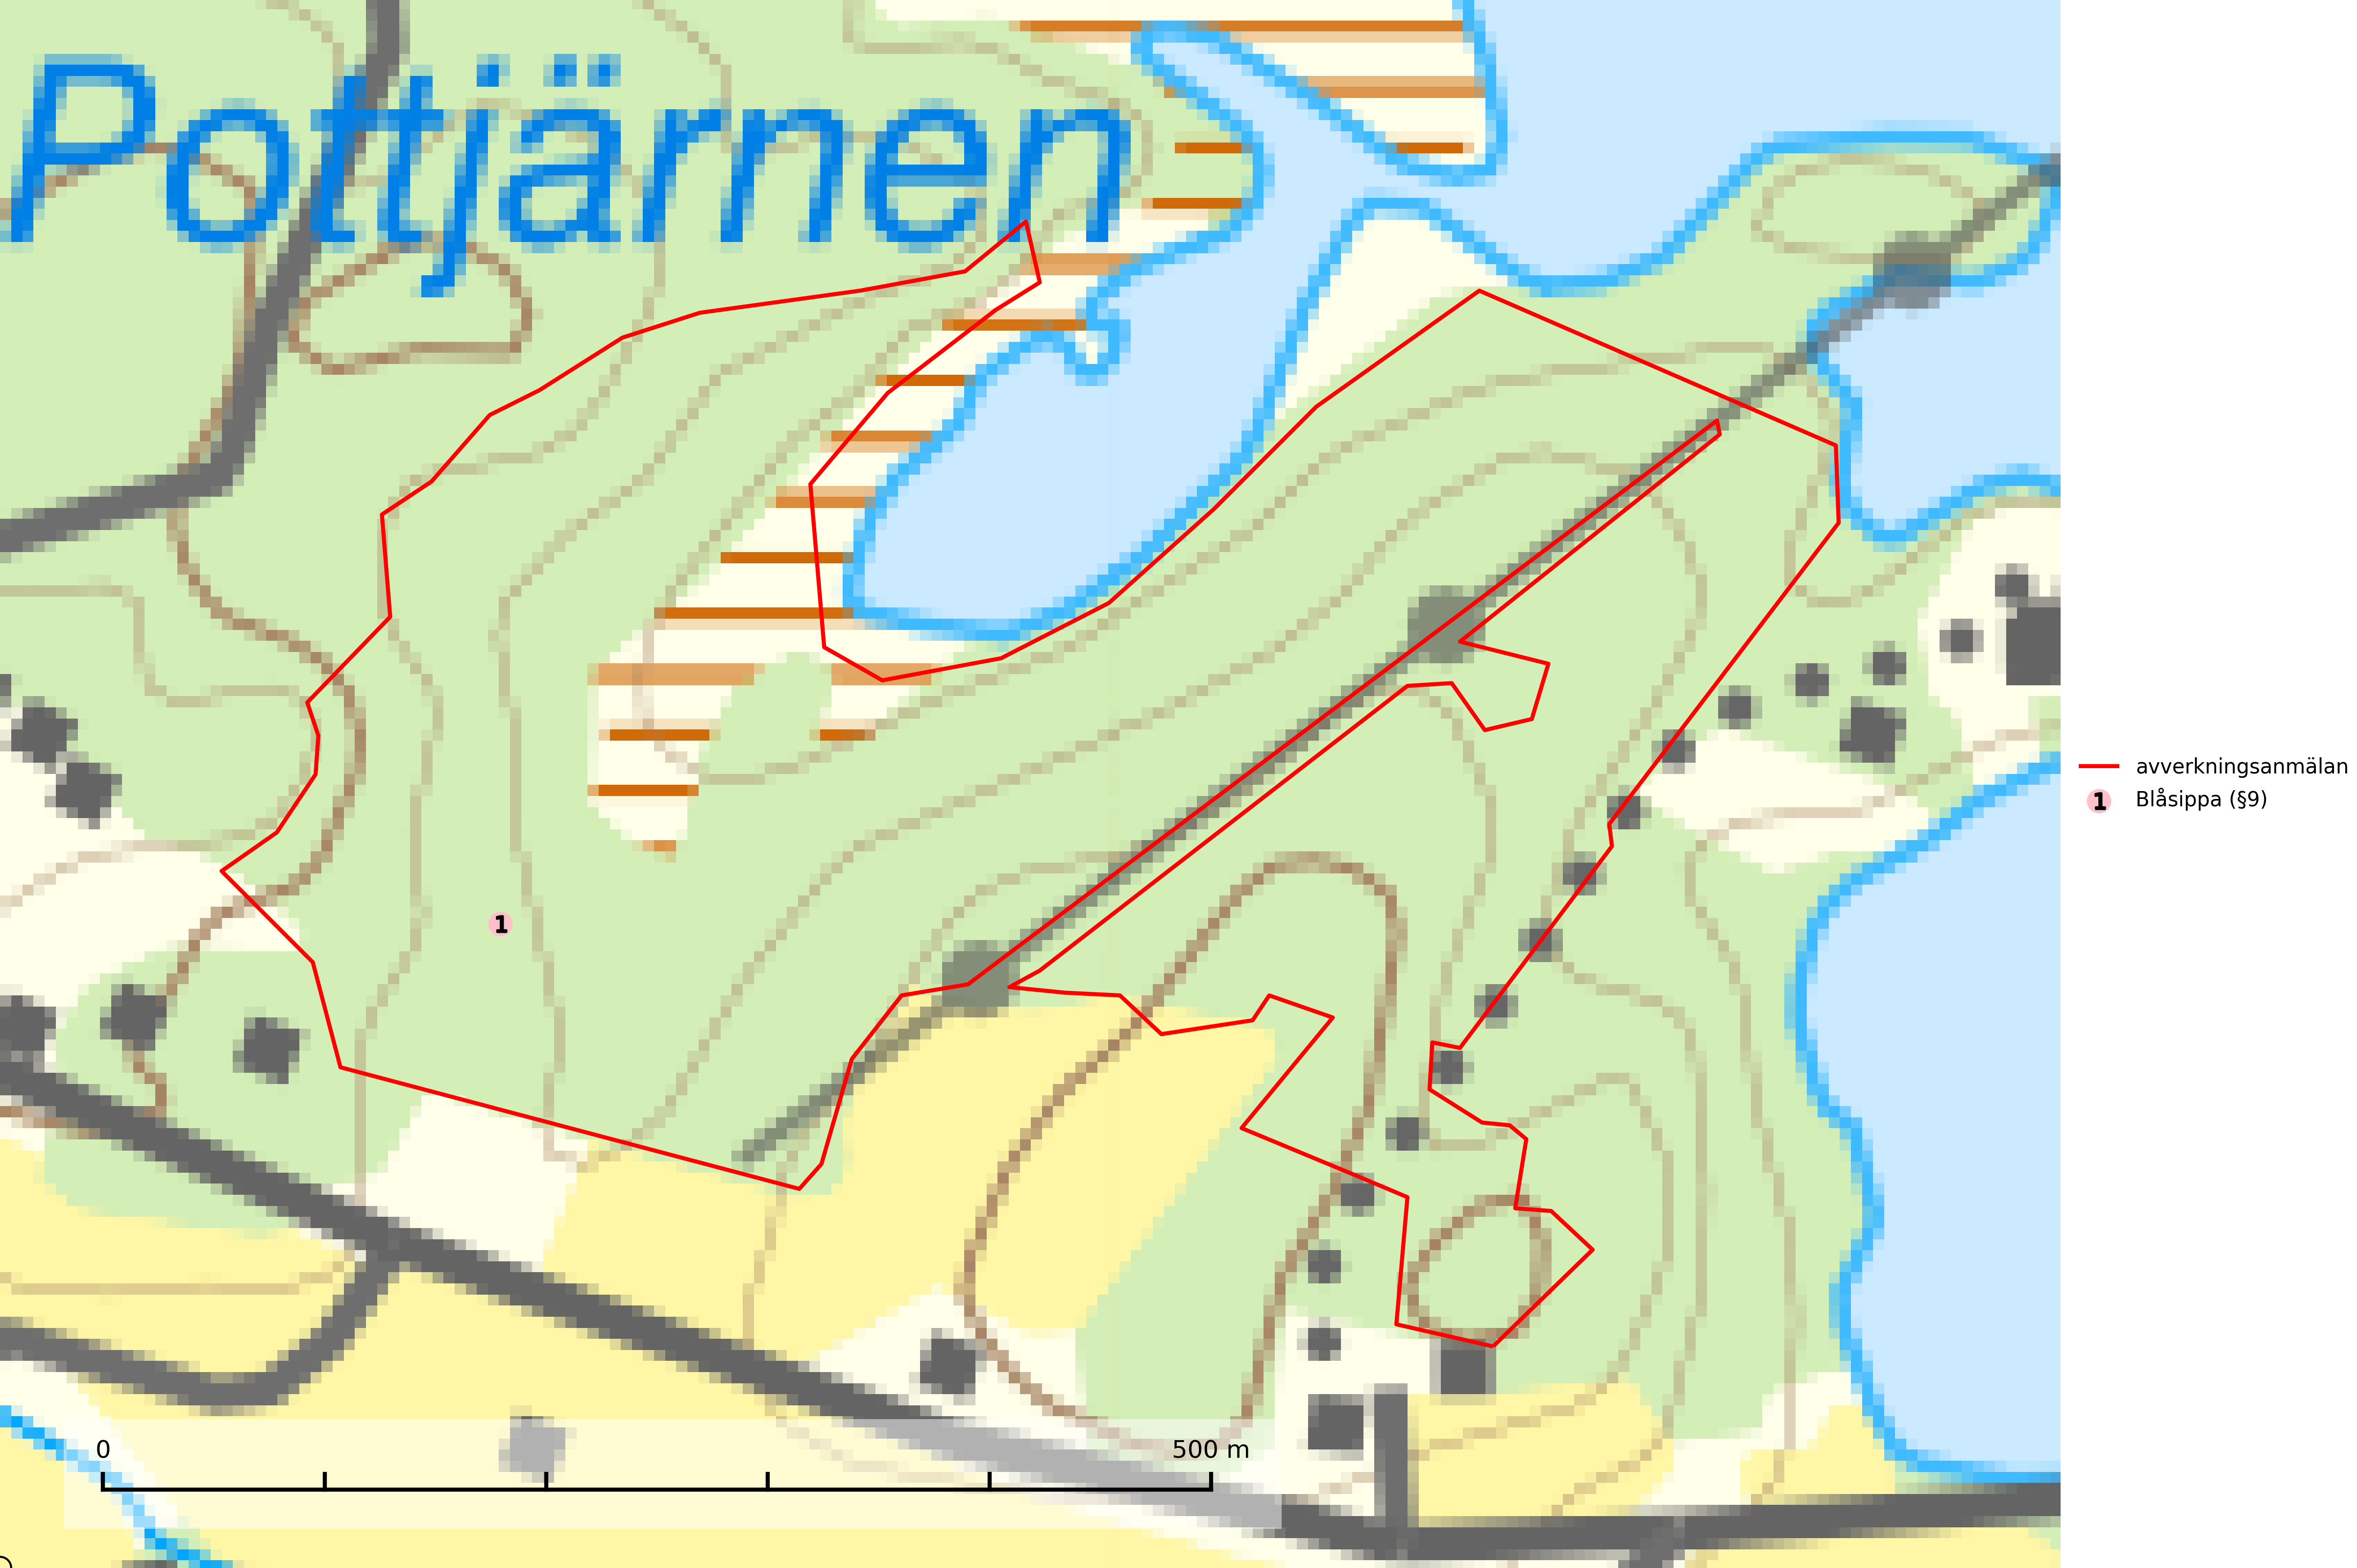 Pottjärnen
avverkningsanmälan
1 Blåsippa (§9)
1
0 500 m